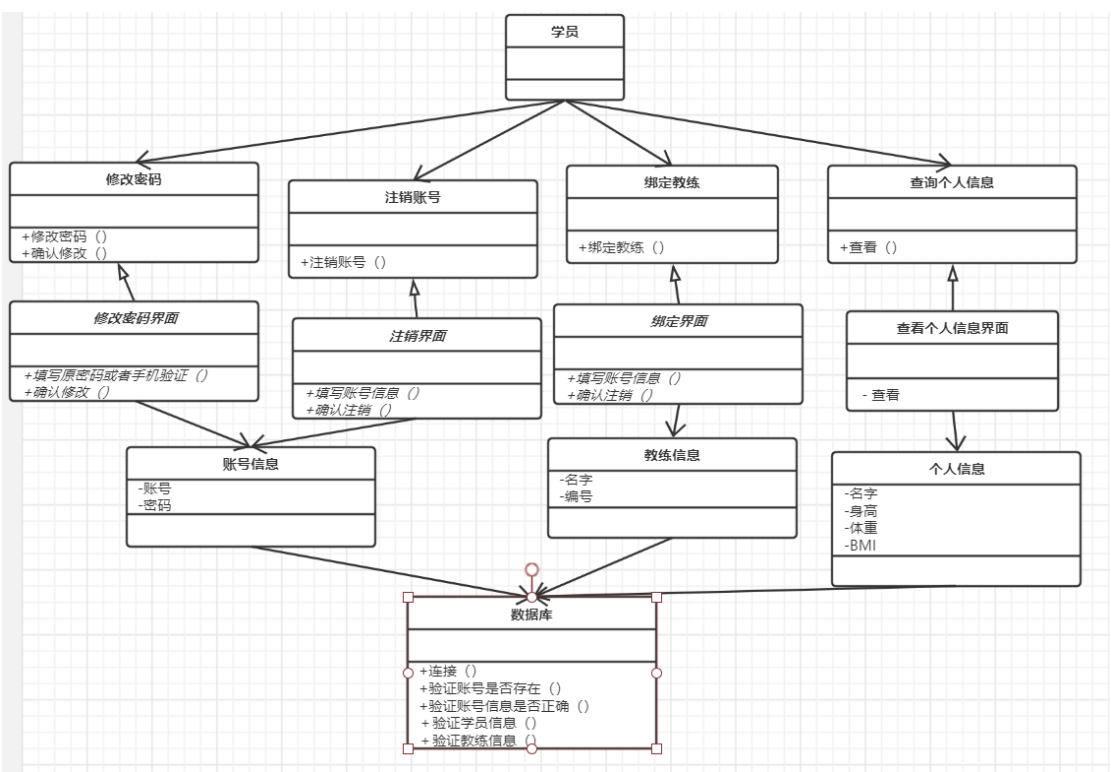 学员
修改密码
+修改密码（）
+确认修改（）
注销账号
+注销账号（）
绑定教练
+绑定教练（）
查询个人信息
+查看（）
修改密码界面
+填写原密码或者手机验证（）
+确认修改（）
注销界面
+填写账号信息（）
+确认注销（）
绑定界面
+填写账号信息（）
+确认注销（）
查看个人信息界面
- 查看
账号信息
-账号
-密码
教练信息
-名字
-编号
个人信息
-名字
-身高
-体重
-BMI
数据库
+连接（）
+验证账号是否存在（）
+验证账号信息是否正确（）
+ 验证学员信息（）
+ 验证教练信息（）